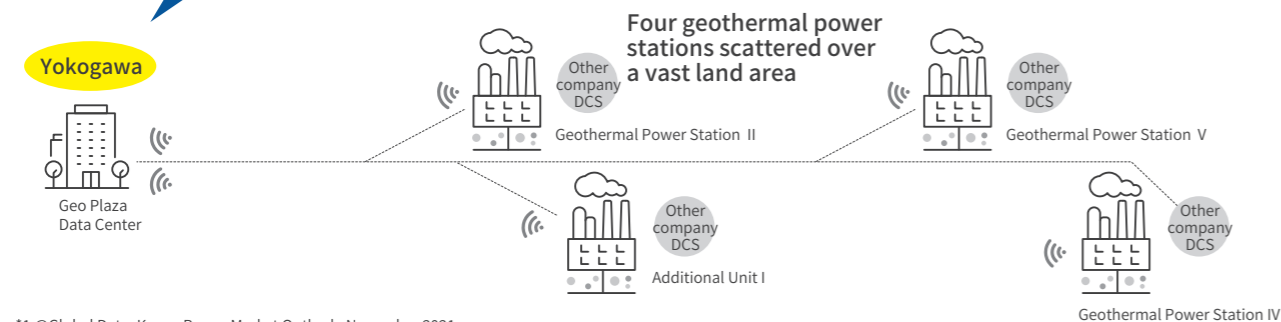 Four geothermal power
stations scattered over
a vast land area
Yokogawa
Other
company
DCS
Other
company
DCS
Geothermal Power Station II
Geothermal Power Station V
Geo Plaza
Data Center
Other
company
DCS
Other
company
DCS
Additional Unit I
Geothermal Power Station IV